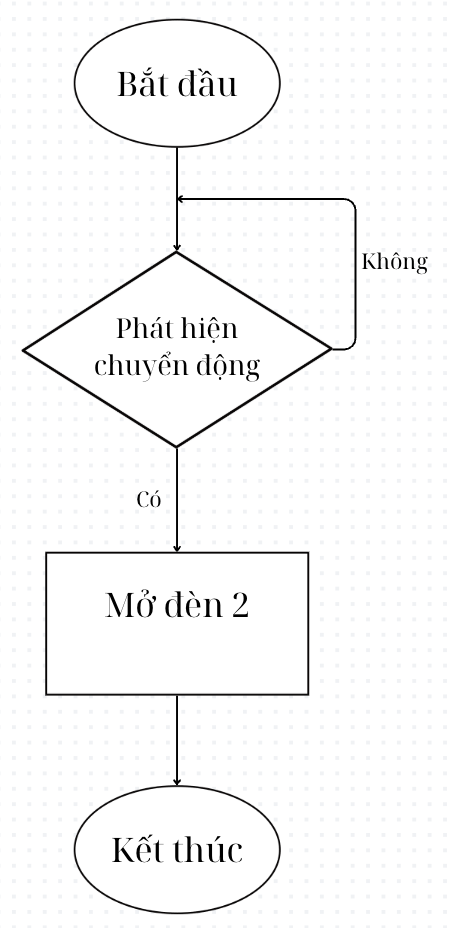 Bắt đầu
Không
Phát hiện
chuyển động
Có
Mở đèn 2
Kết thúc